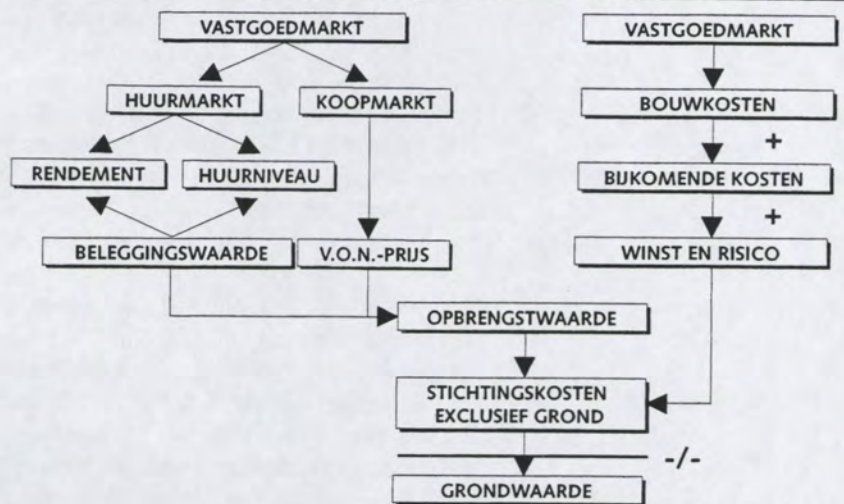 VASTGOEDMARKT
VASTGOEDMARKT
HUURMARKT
KOOPMARKT
BOUWKOSTEN
+
RENDEMENT
HUURNIVEAU
BIJKOMENDE KOSTEN
+
BELEGGINGSWAARDE
V.O.N.-PRIJS
WINST EN RISICO
OPBRENGSTWAARDE
STICHTINGSKOSTEN
EXCLUSIEF GROND
-/-
GRONDWAARDE